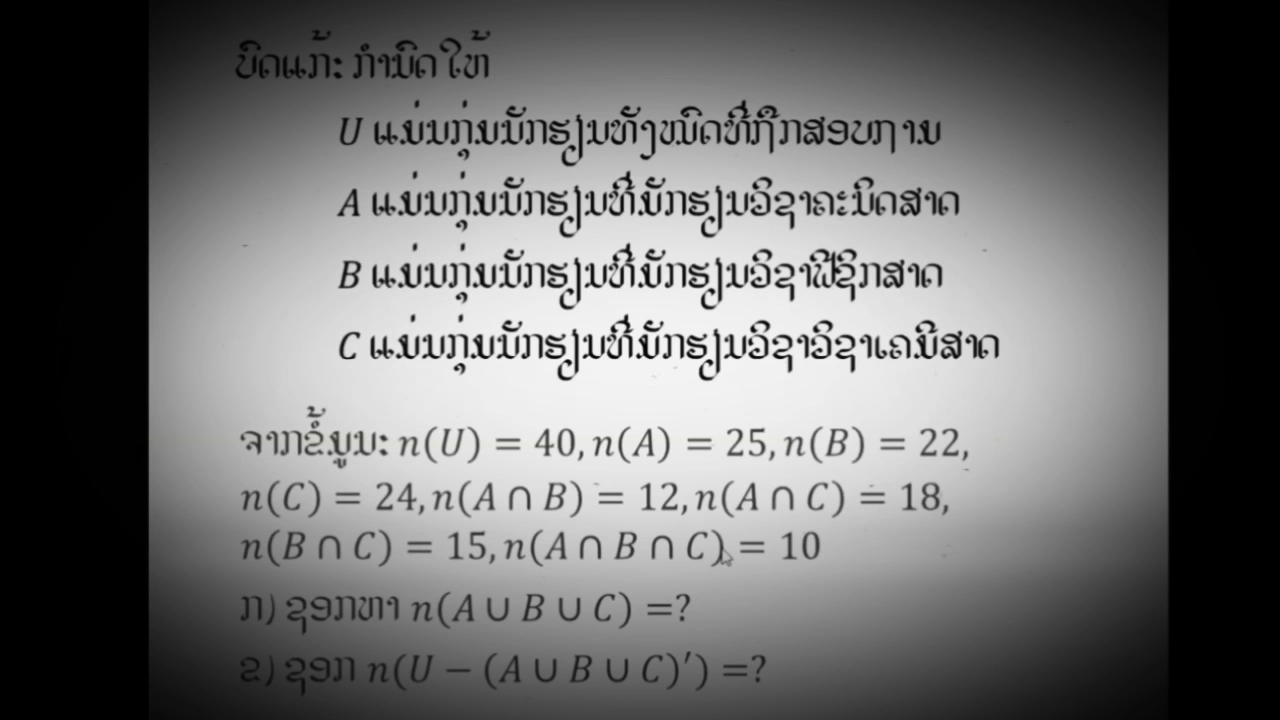 ບົດແກ້: ກຳນົດໃຫ້
U ແມ່ນກຸ່ມນັກຮຽນທັງໝົດທີ່ຖືກສອບຖາມ
A ແມ່ນກຸ່ມນັກຮຽນທີ່ມັກຮຽນວິຊາຄະນິດສາດ
B ແມ່ນກຸ່ມນັກຮຽນທີ່ມັກຮຽນວິຊາຟີຊິກສາດ
C ແມ່ນກຸ່ມນັກຮຽນທີ່ມັກຮຽນວິຊາວິຊາເຄມີສາດ
ຈາກຂໍ້ມູນ: n(U) = 40, n(A) = 25, n(B) = 22,
n(C) = 24, n(A ∩ B) = 12, n(A ∩ C) = 18,
n(B ∩ C) = 15, n(A ∩ B ∩ C) = 10
ກ) ຊອກຫາ n(A ∪ B ∪ C) =?
ຂ) ຊອກ n(U − (A ∪ B ∪ C)′) =?